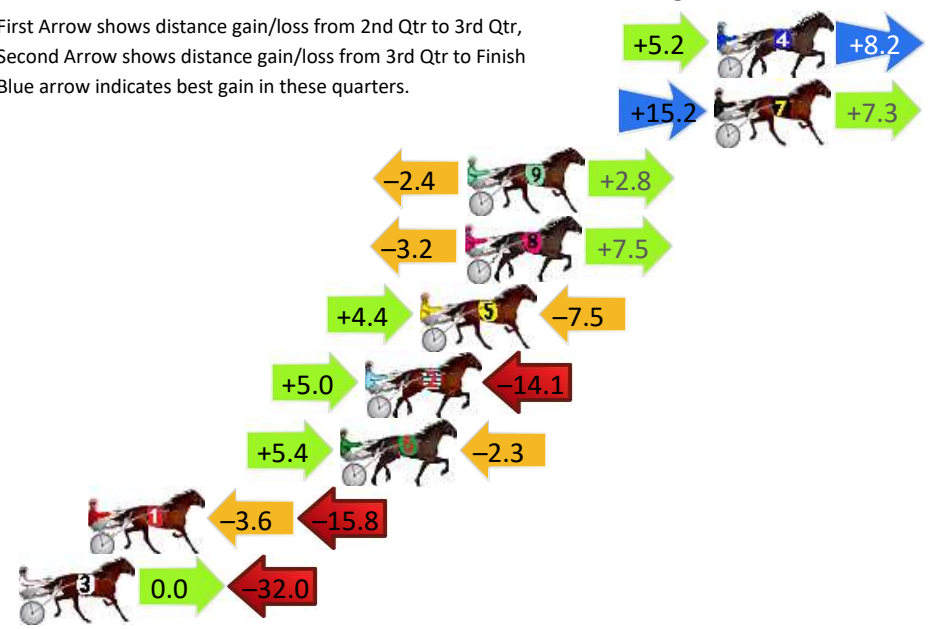 First Arrow shows distance gain/loss from 2nd Qtr to 3rd Qtr,
Second Arrow shows distance gain/loss from 3rd Qtr to Finish
Blue arrow indicates best gain in these quarters.
+5.2 4 +8.2
+15.2 7 +7.3
–2.4 9 +2.8
–3.2 8 +7.5
+4.4 5 –7.5
+5.0 2 –14.1
+5.4 6 –2.3
1 –3.6 –15.8
3 0.0 –32.0